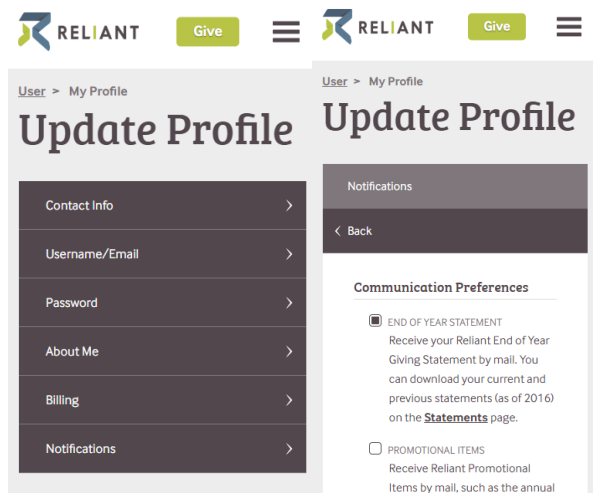 RELIANT
Give
User > My Profile
Update Profile
Contact Info
Username/Email
Password
About Me
Billing
Notifications
RELIANT
Give
User > My Profile
Update Profile
Notifications
Back
Communication Preferences
END OF YEAR STATEMENT
Receive your Reliant End of Year
Giving Statement by mail. You
can download your current and
previous statements (as of 2016)
on the Statements page.
PROMOTIONAL ITEMS
Receive Reliant Promotional
Items by mail, such as the annual